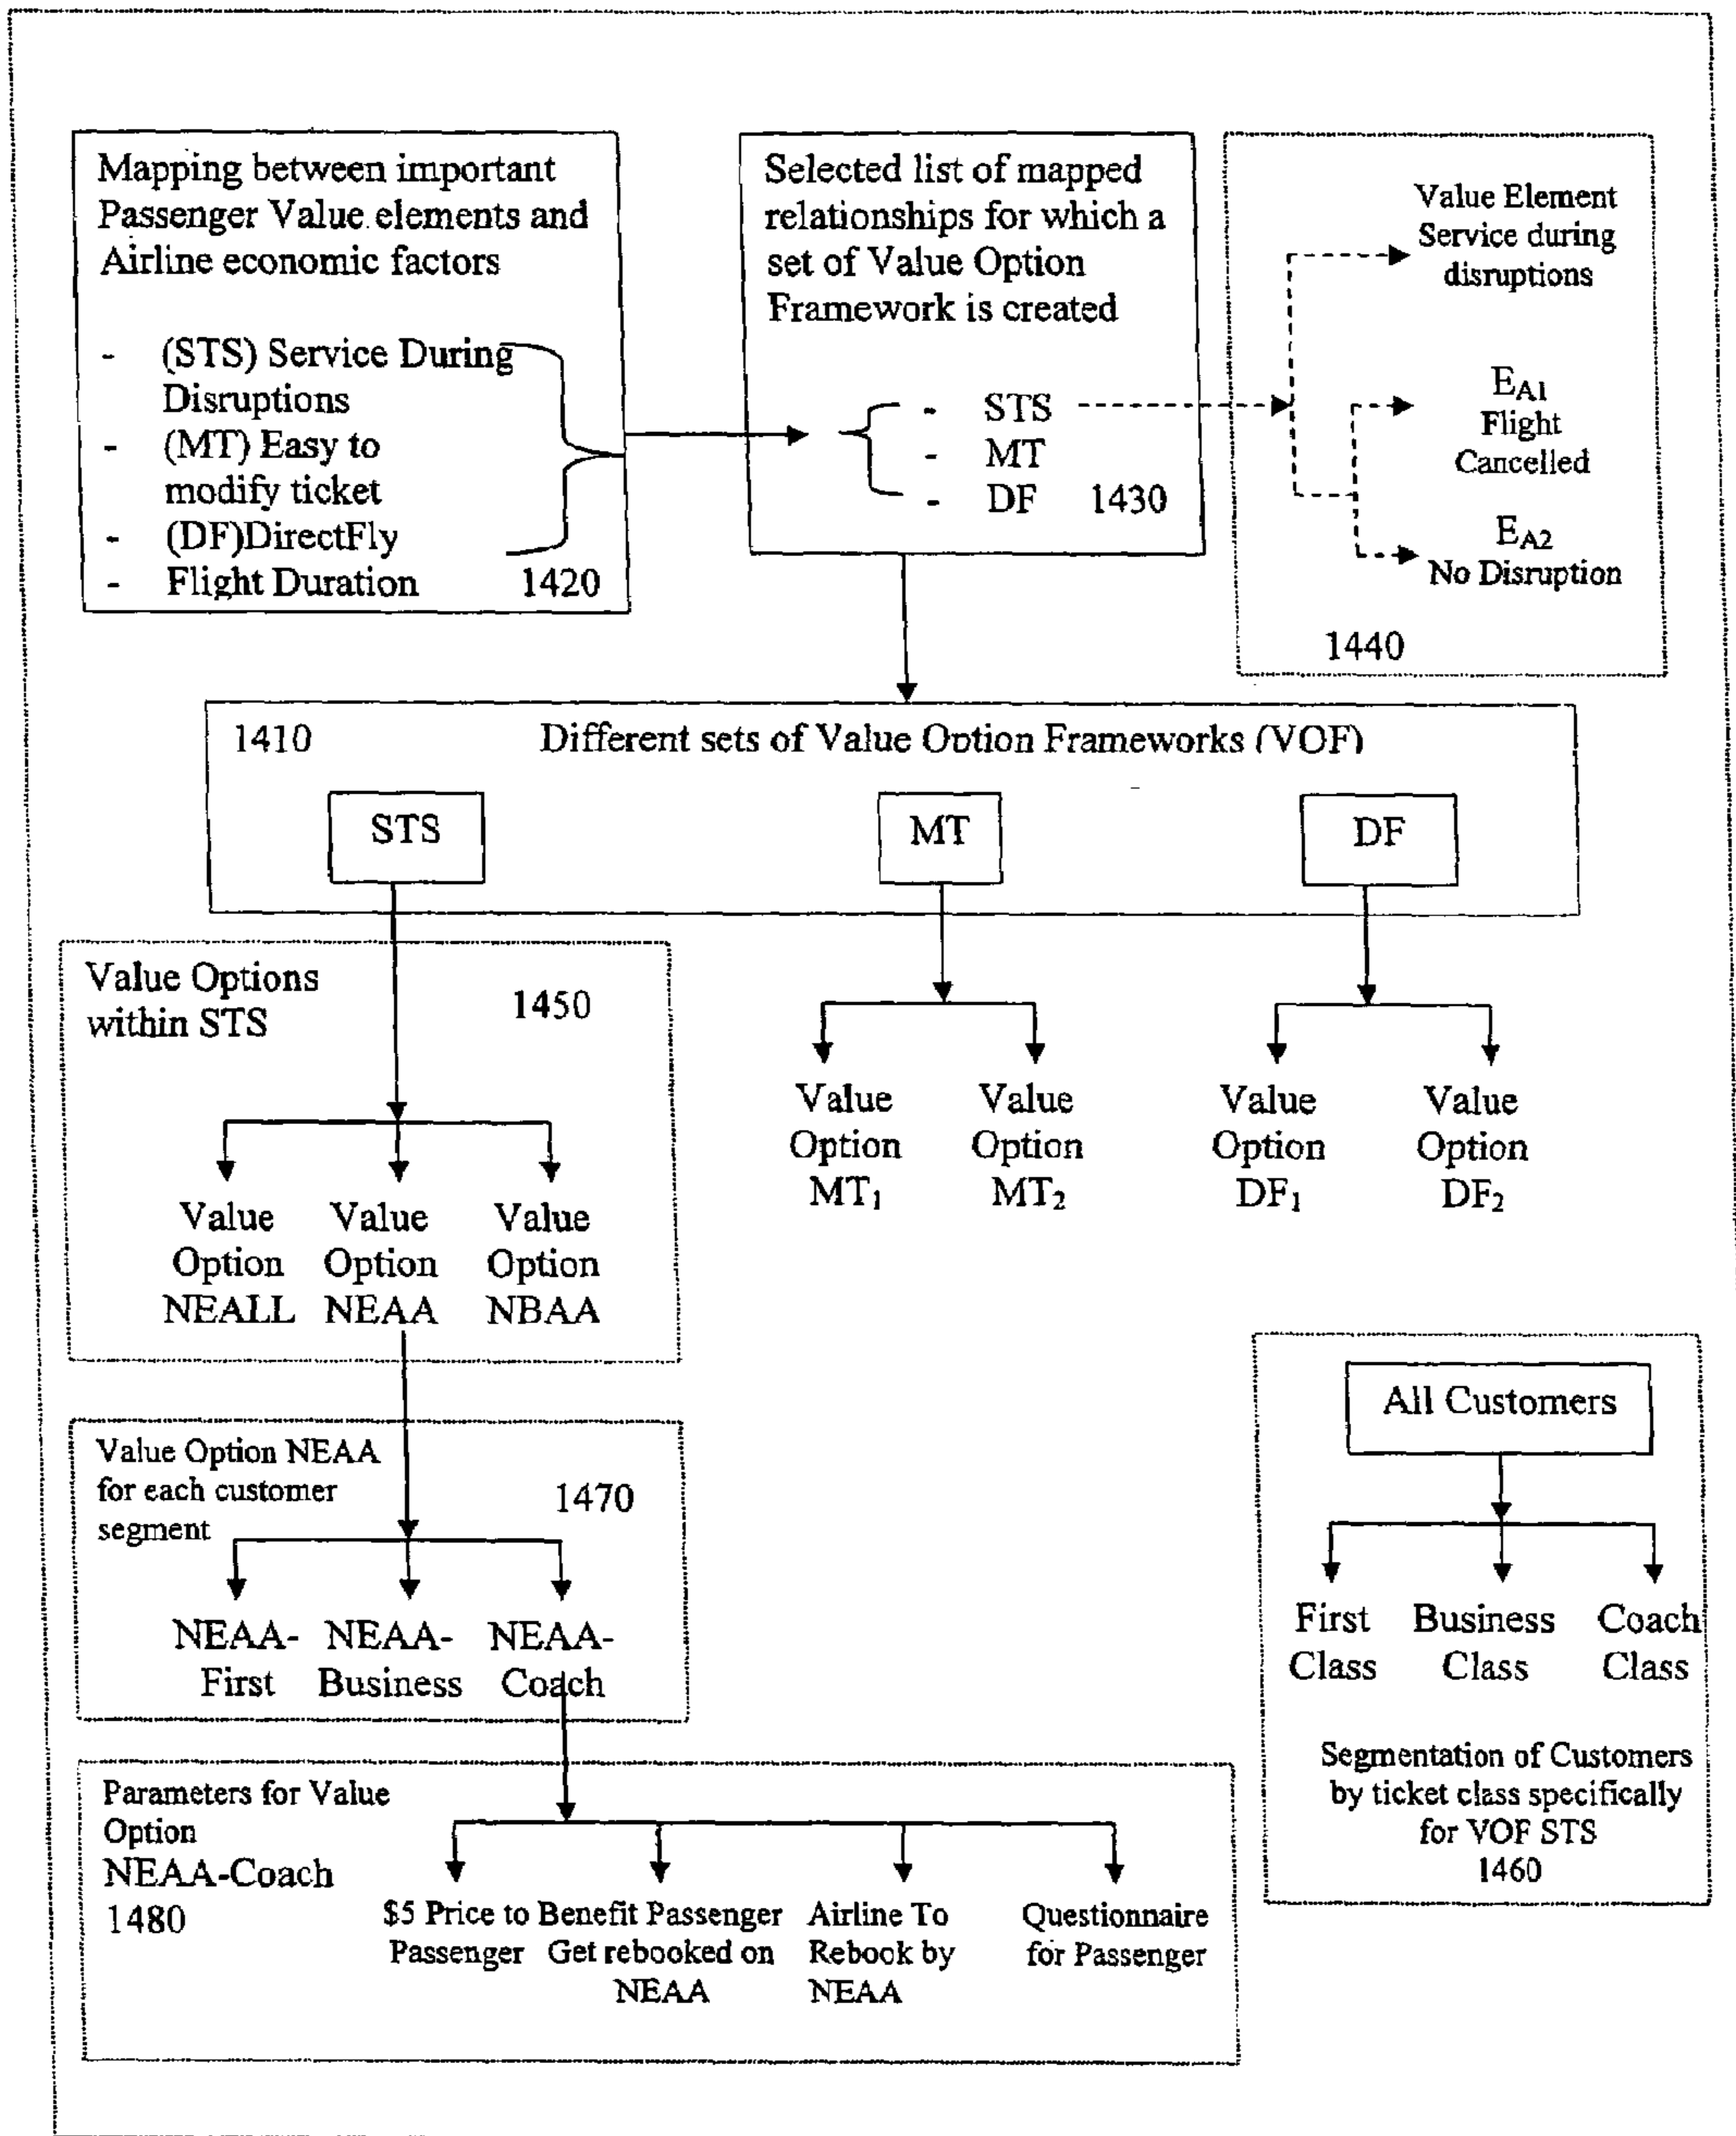 Mapping between important
Passenger Value elements and
Airline economic factors
- (STS) Service During
Disruptions
- (MT) Easy to
modify ticket
- (DF)DirectFly
- Flight Duration 1420
Selected list of mapped
relationships for which a
set of Value Option
Framework is created
- STS
- MT
- DF 1430
Value Element
Service during
disruptions
EA1
Flight
Cancelled
EA2
No Disruption
1440
1410 Different sets of Value Option Frameworks (VOF)
STS MT DF
Value Options
within STS
1450
Value Value Value
Option Option Option
NEALL NEAA NBAA
Value Value
Option Option
MT1 MT2
Value Value
Option Option
DF1 DF2
Value Option NEAA
for each customer
segment
1470
NEAA- NEAA- NEAA-
First Business Coach
All Customers
First Business Coach
Class Class Class
Segmentation of Customers
by ticket class specifically
for VOF STS
1460
Parameters for Value
Option
NEAA-Coach
1480
$5 Price to
Passenger
Benefit Passenger
Get rebooked on
NEAA
Airline To
Rebook by
NEAA
Questionnaire
for Passenger